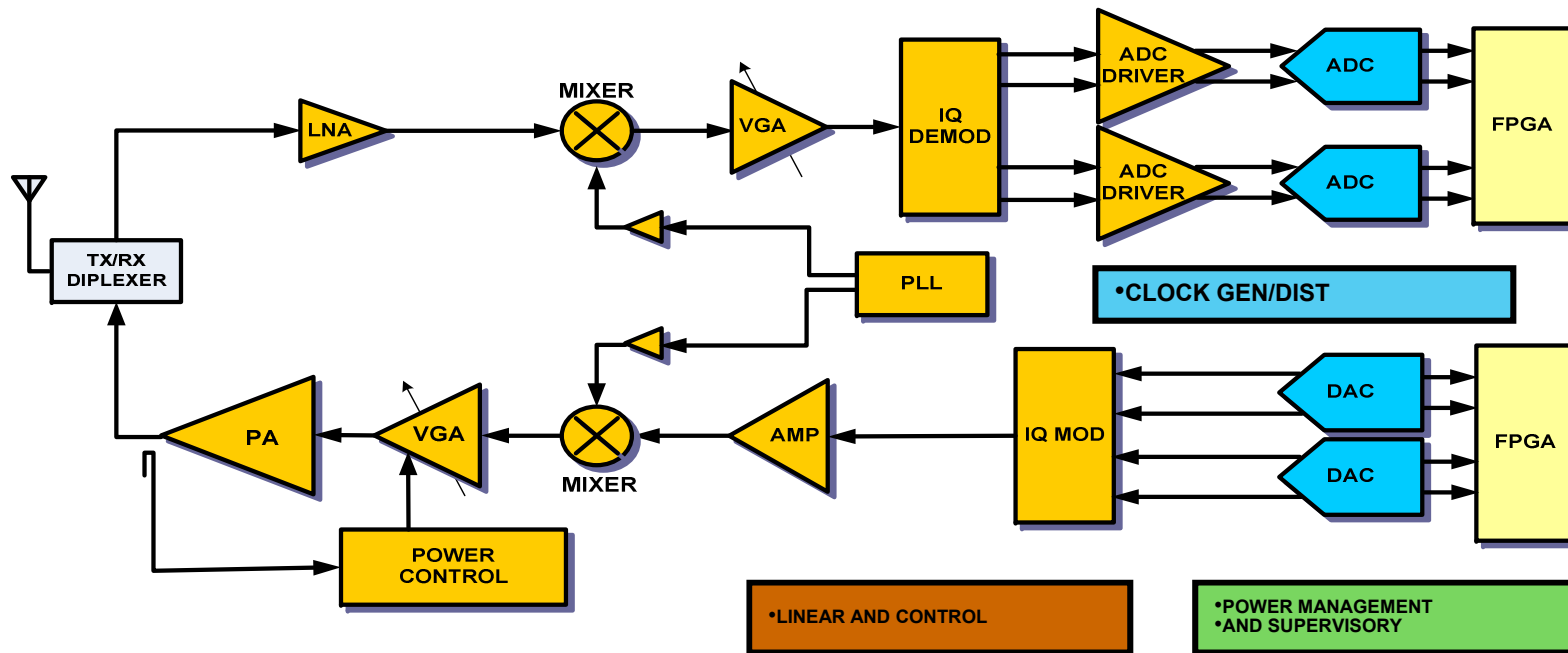 MIXER
LNA
VGA
IQ
DEMOD
ADC
DRIVER
ADC
FPGA
ADC
DRIVER
ADC
TX/RX
DIPLEXER
PLL
•CLOCK GEN/DIST
PA
VGA
MIXER
AMP
IQ MOD
DAC
DAC
FPGA
POWER
CONTROL
•LINEAR AND CONTROL
•POWER MANAGEMENT
•AND SUPERVISORY